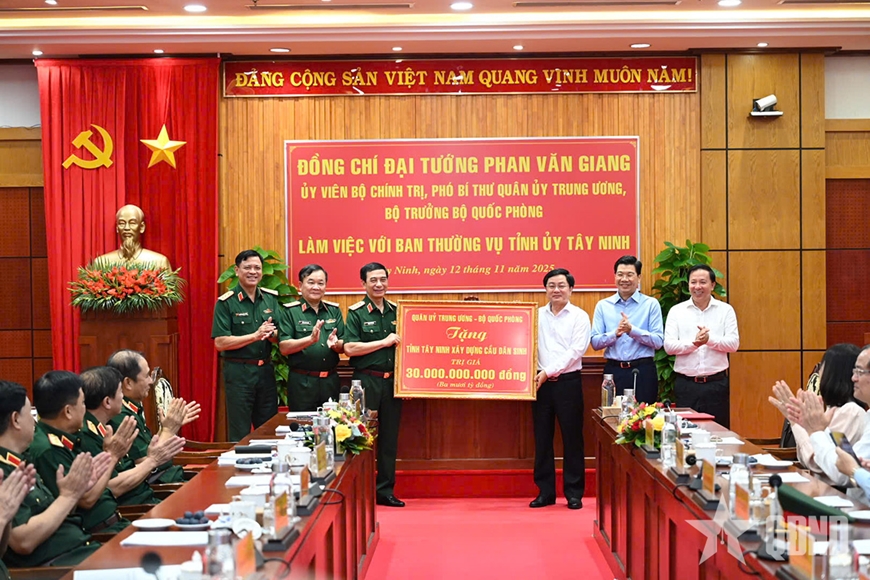 ĐẢNG CỘNG SẢN VIỆT NAM QUANG VINH MUÔN NĂM!
ĐỒNG CHÍ ĐẠI TƯỚNG PHAN VĂN GIANG
ỦY VIÊN BỘ CHÍNH TRỊ, PHÓ BÍ THƯ QUÂN ỦY TRUNG ƯƠNG,
BỘ TRƯỞNG BỘ QUỐC PHÒNG
LÀM VIỆC VỚI BAN THƯỜNG VỤ TỈNH ỦY TÂY NINH
Ninh, ngày 12 tháng 11 năm 2025
QUÂN UỶ TRUNG ƯƠNG - BỘ QUỐC PHÒNG
Tặng
TỈNH TÂY NINH XÂY DỰNG CẦU DÂN SINH
TRỊ GIÁ
30.000.000.000 đồng
(Ba mươi tỷ đồng)
QĐND